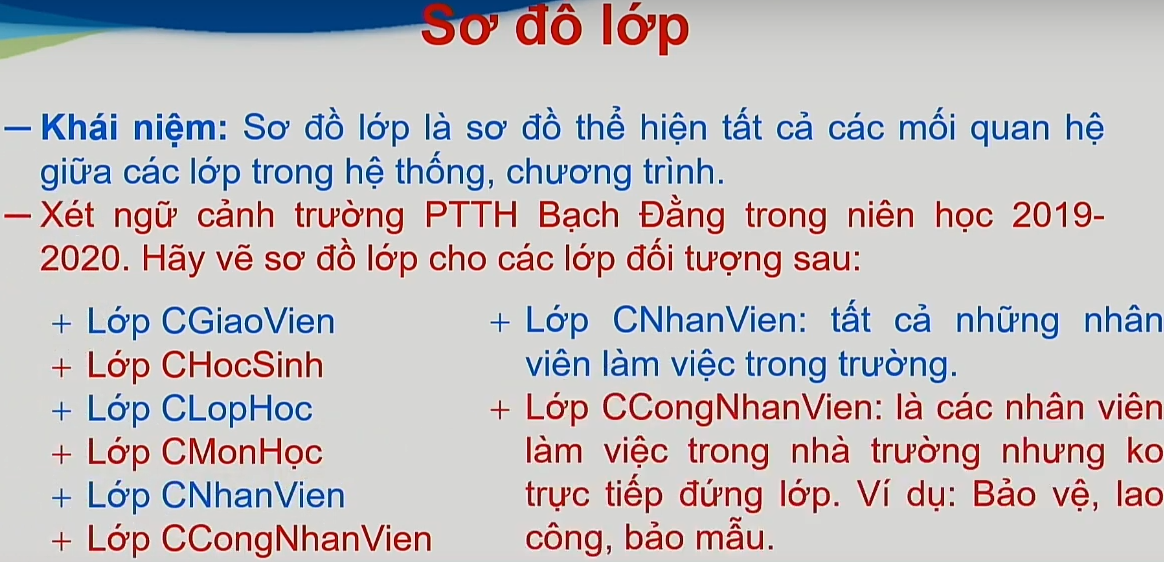 Sơ đồ lớp
— Khái niệm: Sơ đồ lớp là sơ đồ thể hiện tất cả các mối quan hệ
giữa các lớp trong hệ thống, chương trình.
— Xét ngữ cảnh trường PTTH Bạch Đằng trong niên học 2019-
2020. Hãy vẽ sơ đồ lớp cho các lớp đối tượng sau:
+ Lớp CGiaoVien
+ Lớp CHocSinh
+ Lớp CLopHoc
+ Lớp CMonHọc
+ Lớp CNhanVien
+ Lớp CCongNhanVien
+ Lớp CNhanVien: tất cả những nhân
viên làm việc trong trường.
+ Lớp CCongNhanVien: là các nhân viên
làm việc trong nhà trường nhưng ko
trực tiếp đứng lớp. Ví dụ: Bảo vệ, lao
công, bảo mẫu.